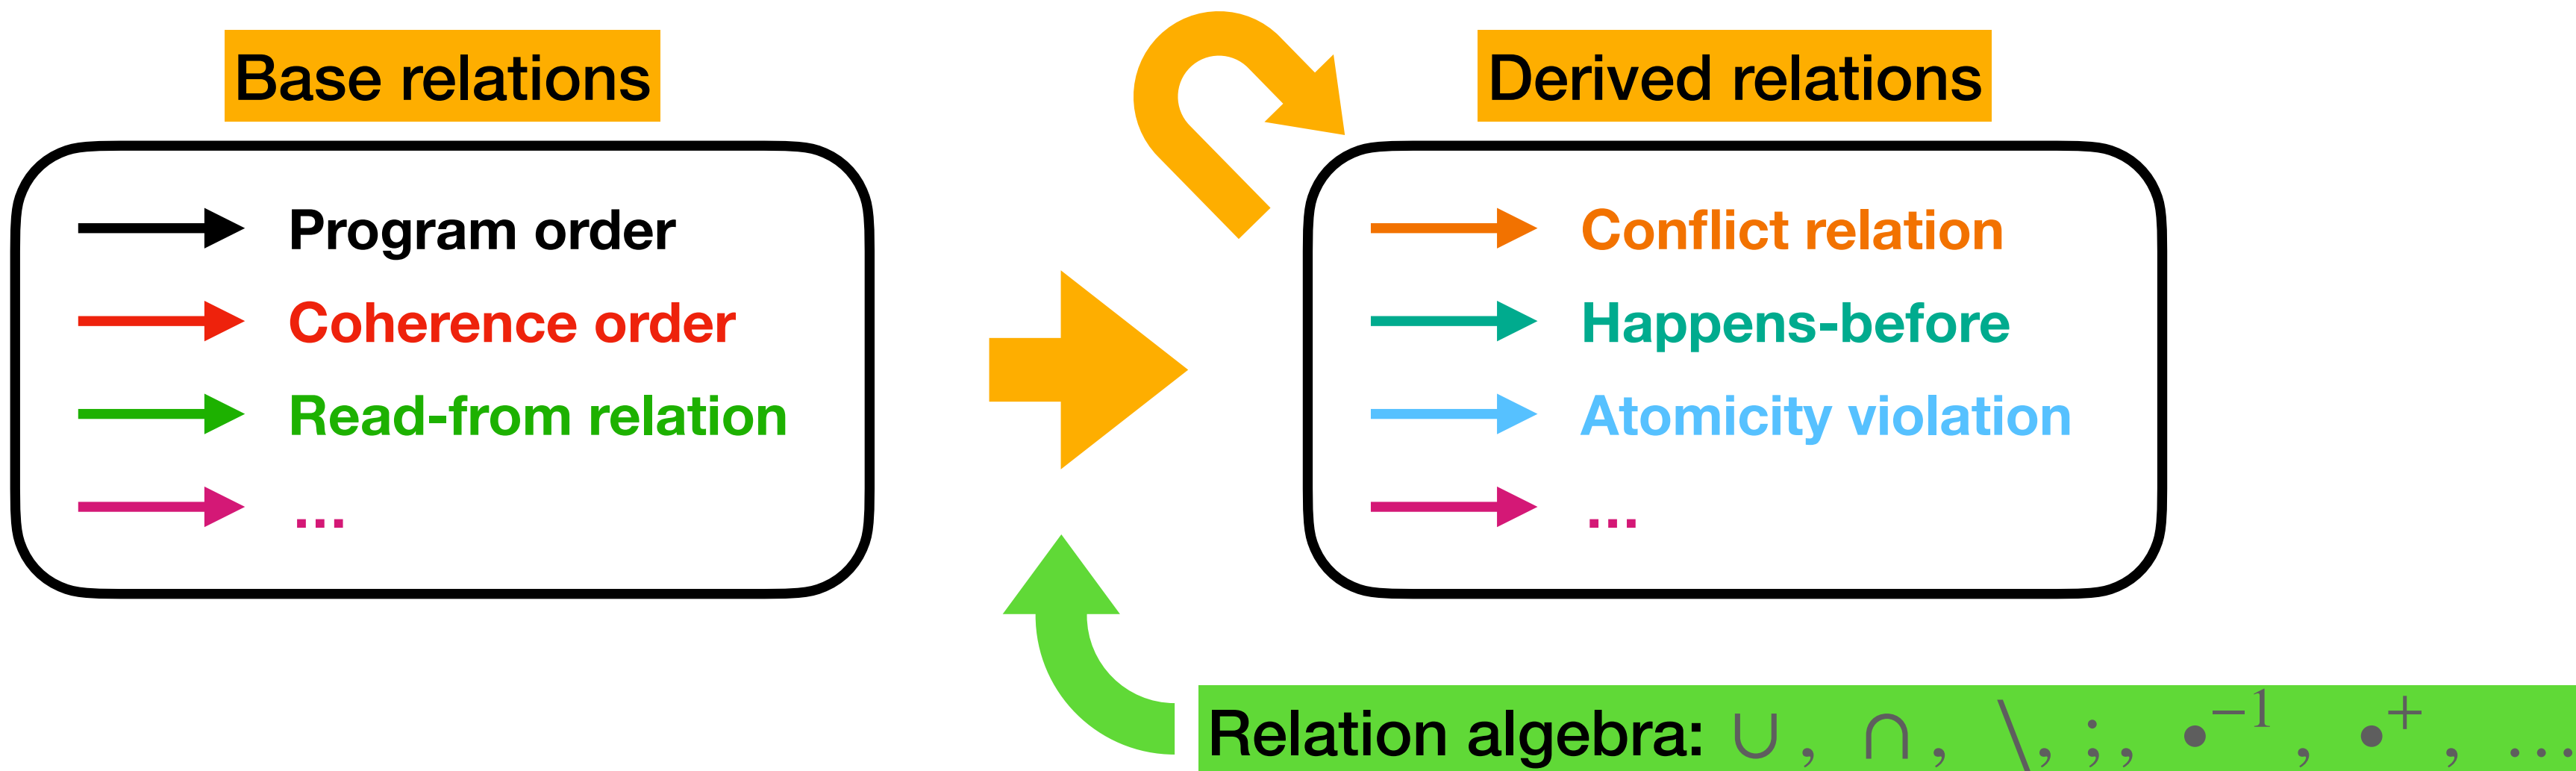 Base relations
Program order
Coherence order
Read-from relation
...
Derived relations
Conflict relation
Happens-before
Atomicity violation
...
Relation algebra: ∪, ∩, \, ;, •⁻¹, •⁺, ...